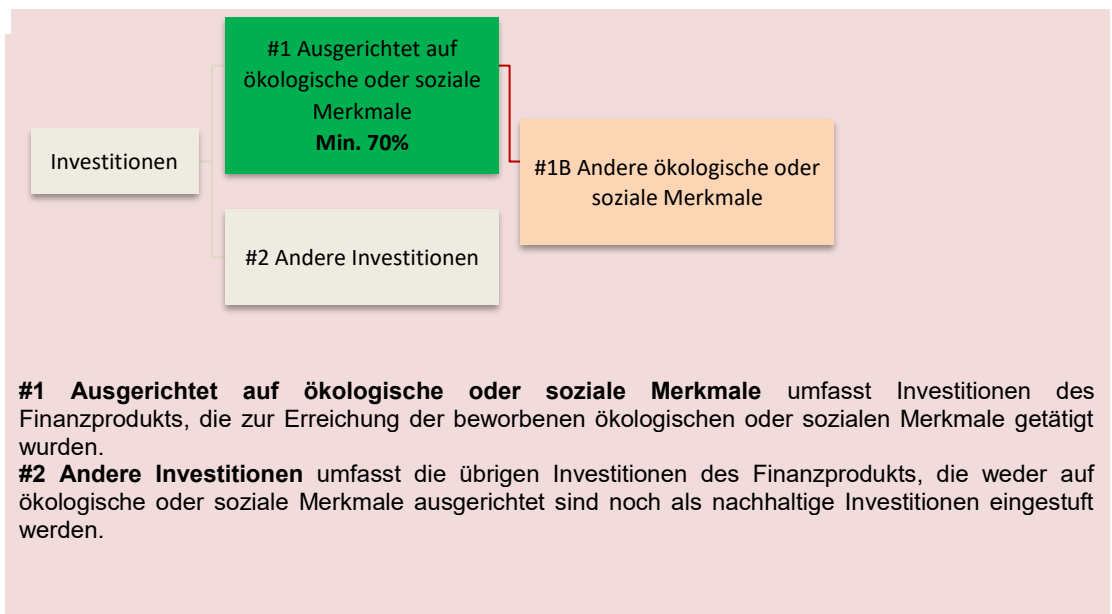 #1 Ausgerichtet auf
ökologische oder soziale
Merkmale
Min. 70%
Investitionen
#1B Andere ökologische oder
soziale Merkmale
#2 Andere Investitionen
#1 Ausgerichtet auf ökologische oder soziale Merkmale umfasst Investitionen des
Finanzprodukts, die zur Erreichung der beworbenen ökologischen oder sozialen Merkmale getätigt
wurden.
#2 Andere Investitionen umfasst die übrigen Investitionen des Finanzprodukts, die weder auf
ökologische oder soziale Merkmale ausgerichtet sind noch als nachhaltige Investitionen eingestuft
werden.